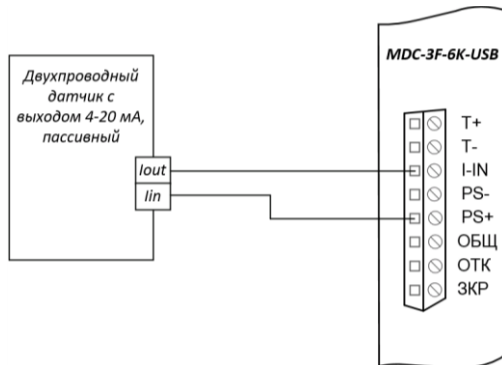 MDC-3F-6K-USB
Двухпроводный
датчик с
выходом 4-20 мА,
пассивный
Iout
Iin
T+
T-
I-IN
PS-
PS+
ОБЩ
ОТК
ЗКР